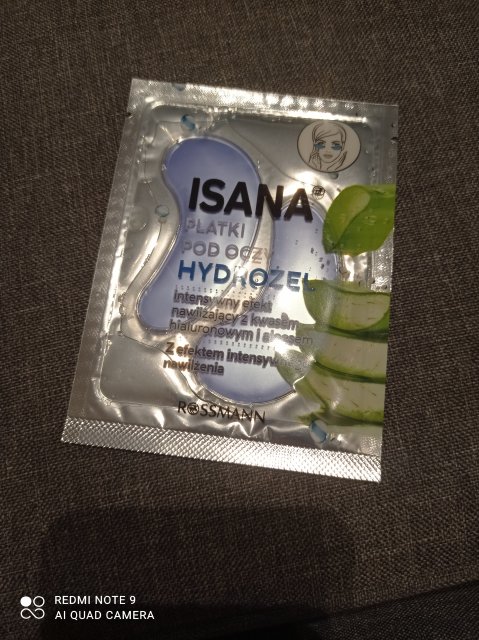 ISANA®
PŁATKI
POD OCZY
HYDROŻEL
Intensywny efekt
nawilżający z kwasem
hialuronowym i aloesem
Z efektem intensyw
nawilżenia
ROSSMANN
REDMI NOTE 9
AI QUAD CAMERA